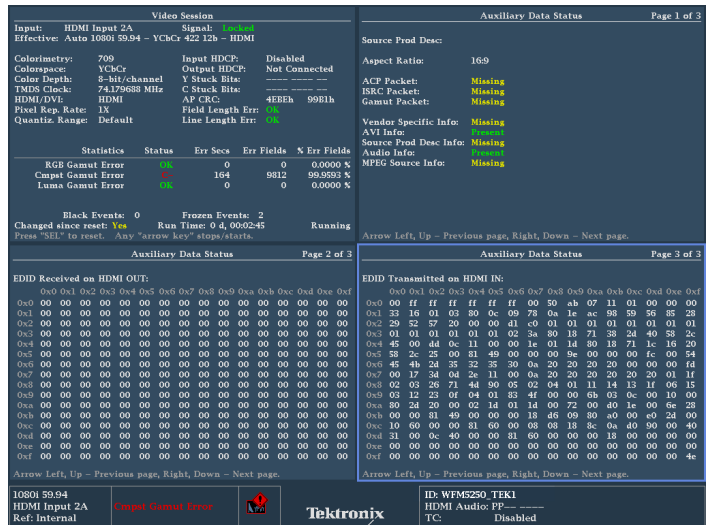 Video Session
Input: HDMI Input 2A Signal: Locked
Effective: Auto 1080i 59.94 – YCbCr 422 12b – HDMI
Colorimetry: 709 Input HDCP: Disabled
Colorspace: YCbCr Output HDCP: Not Connected
Color Depth: 8-bit/channel Y Stuck Bits: ---- ---- --
TMDS Clock: 74.179688 MHz C Stuck Bits: ---- ---- --
HDMI/DVI: HDMI AP CRC: 4EBEh 99B1h
Pixel Rep. Rate: 1X Field Length Err: OK
Quantiz. Range: Default Line Length Err: OK
Statistics Status Err Secs Err Fields % Err Fields
RGB Gamut Error OK 0 0 0.0000 %
Cmpst Gamut Error 164 9812 99.9593 %
Luma Gamut Error OK 0 0 0.0000 %
Black Events: 0 Frozen Events: 2
Changed since reset: Yes Run Time: 0 d, 00:02:45 Running
Press "SEL" to reset. Any "arrow key" stops/starts.
Auxiliary Data Status Page 1 of 3
Source Prod Desc:
Aspect Ratio: 16:9
ACP Packet: Missing
ISRC Packet: Missing
Gamut Packet: Missing
Vendor Specific Info: Missing
AVI Info: Present
Source Prod Desc Info: Missing
Audio Info: Present
MPEG Source Info: Missing
Arrow Left, Up – Previous page, Right, Down – Next page.
Auxiliary Data Status Page 2 of 3
EDID Received on HDMI OUT:
0x0 0x1 0x2 0x3 0x4 0x5 0x6 0x7 0x8 0x9 0xa 0xb 0xc 0xd 0xe 0xf
0x0 00 00 00 00 00 00 00 00 00 00 00 00 00 00 00 00
0x1 00 00 00 00 00 00 00 00 00 00 00 00 00 00 00 00
0x2 00 00 00 00 00 00 00 00 00 00 00 00 00 00 00 00
0x3 00 00 00 00 00 00 00 00 00 00 00 00 00 00 00 00
0x4 00 00 00 00 00 00 00 00 00 00 00 00 00 00 00 00
0x5 00 00 00 00 00 00 00 00 00 00 00 00 00 00 00 00
0x6 00 00 00 00 00 00 00 00 00 00 00 00 00 00 00 00
0x7 00 00 00 00 00 00 00 00 00 00 00 00 00 00 00 00
0x8 00 00 00 00 00 00 00 00 00 00 00 00 00 00 00 00
0x9 00 00 00 00 00 00 00 00 00 00 00 00 00 00 00 00
0xa 00 00 00 00 00 00 00 00 00 00 00 00 00 00 00 00
0xb 00 00 00 00 00 00 00 00 00 00 00 00 00 00 00 00
0xc 00 00 00 00 00 00 00 00 00 00 00 00 00 00 00 00
0xd 00 00 00 00 00 00 00 00 00 00 00 00 00 00 00 00
0xe 00 00 00 00 00 00 00 00 00 00 00 00 00 00 00 00
0xf 00 00 00 00 00 00 00 00 00 00 00 00 00 00 00 00
Arrow Left, Up – Previous page, Right, Down – Next page.
Auxiliary Data Status Page 3 of 3
EDID Transmitted on HDMI IN:
0x0 0x1 0x2 0x3 0x4 0x5 0x6 0x7 0x8 0x9 0xa 0xb 0xc 0xd 0xe 0xf
0x0 00 ff ff ff ff ff ff 00 50 ab 07 11 01 00 00 00
0x1 33 16 01 03 80 0c 09 78 0a 1e ac 98 59 56 85 28
0x2 29 52 57 20 00 00 d1 c0 01 01 01 01 01 01 01 01
0x3 01 01 01 01 01 01 02 3a 80 18 71 38 2d 40 58 2c
0x4 45 00 dd 0c 11 00 00 1e 01 1d 80 18 71 1c 16 20
0x5 58 2c 25 00 81 49 00 00 00 9e 00 00 00 fc 00 54
0x6 45 4b 2d 35 32 35 30 0a 20 20 20 20 00 00 00 fd
0x7 00 17 3d 0d 2e 11 00 0a 20 20 20 20 20 20 01 1f
0x8 02 03 26 71 4d 90 05 02 04 01 11 14 13 1f 06 15
0x9 03 12 23 0f 04 01 83 4f 00 00 6b 03 0c 00 10 00
0xa 80 2d 20 00 02 1d 01 1d 00 72 00 d0 1e 00 6e 28
0xb 00 00 81 49 00 00 00 18 d6 09 80 a0 00 e0 2d 00
0xc 10 60 00 00 81 60 00 08 08 18 8c 0a d0 90 00 40
0xd 31 00 0c 40 00 00 81 60 00 00 00 18 00 00 00 00
0xe 00 00 00 00 00 00 00 00 00 00 00 00 00 00 00 00
0xf 00 00 00 00 00 00 00 00 00 00 00 00 00 00 00 4e
Arrow Left, Up – Previous page, Right, Down – Next page.
1080i 59.94
HDMI Input 2A
Ref: Internal
Cmpst Gamut Error
Tektronix
ID: WFM5250_TEK1
HDMI Audio: PP-- ----
TC: Disabled